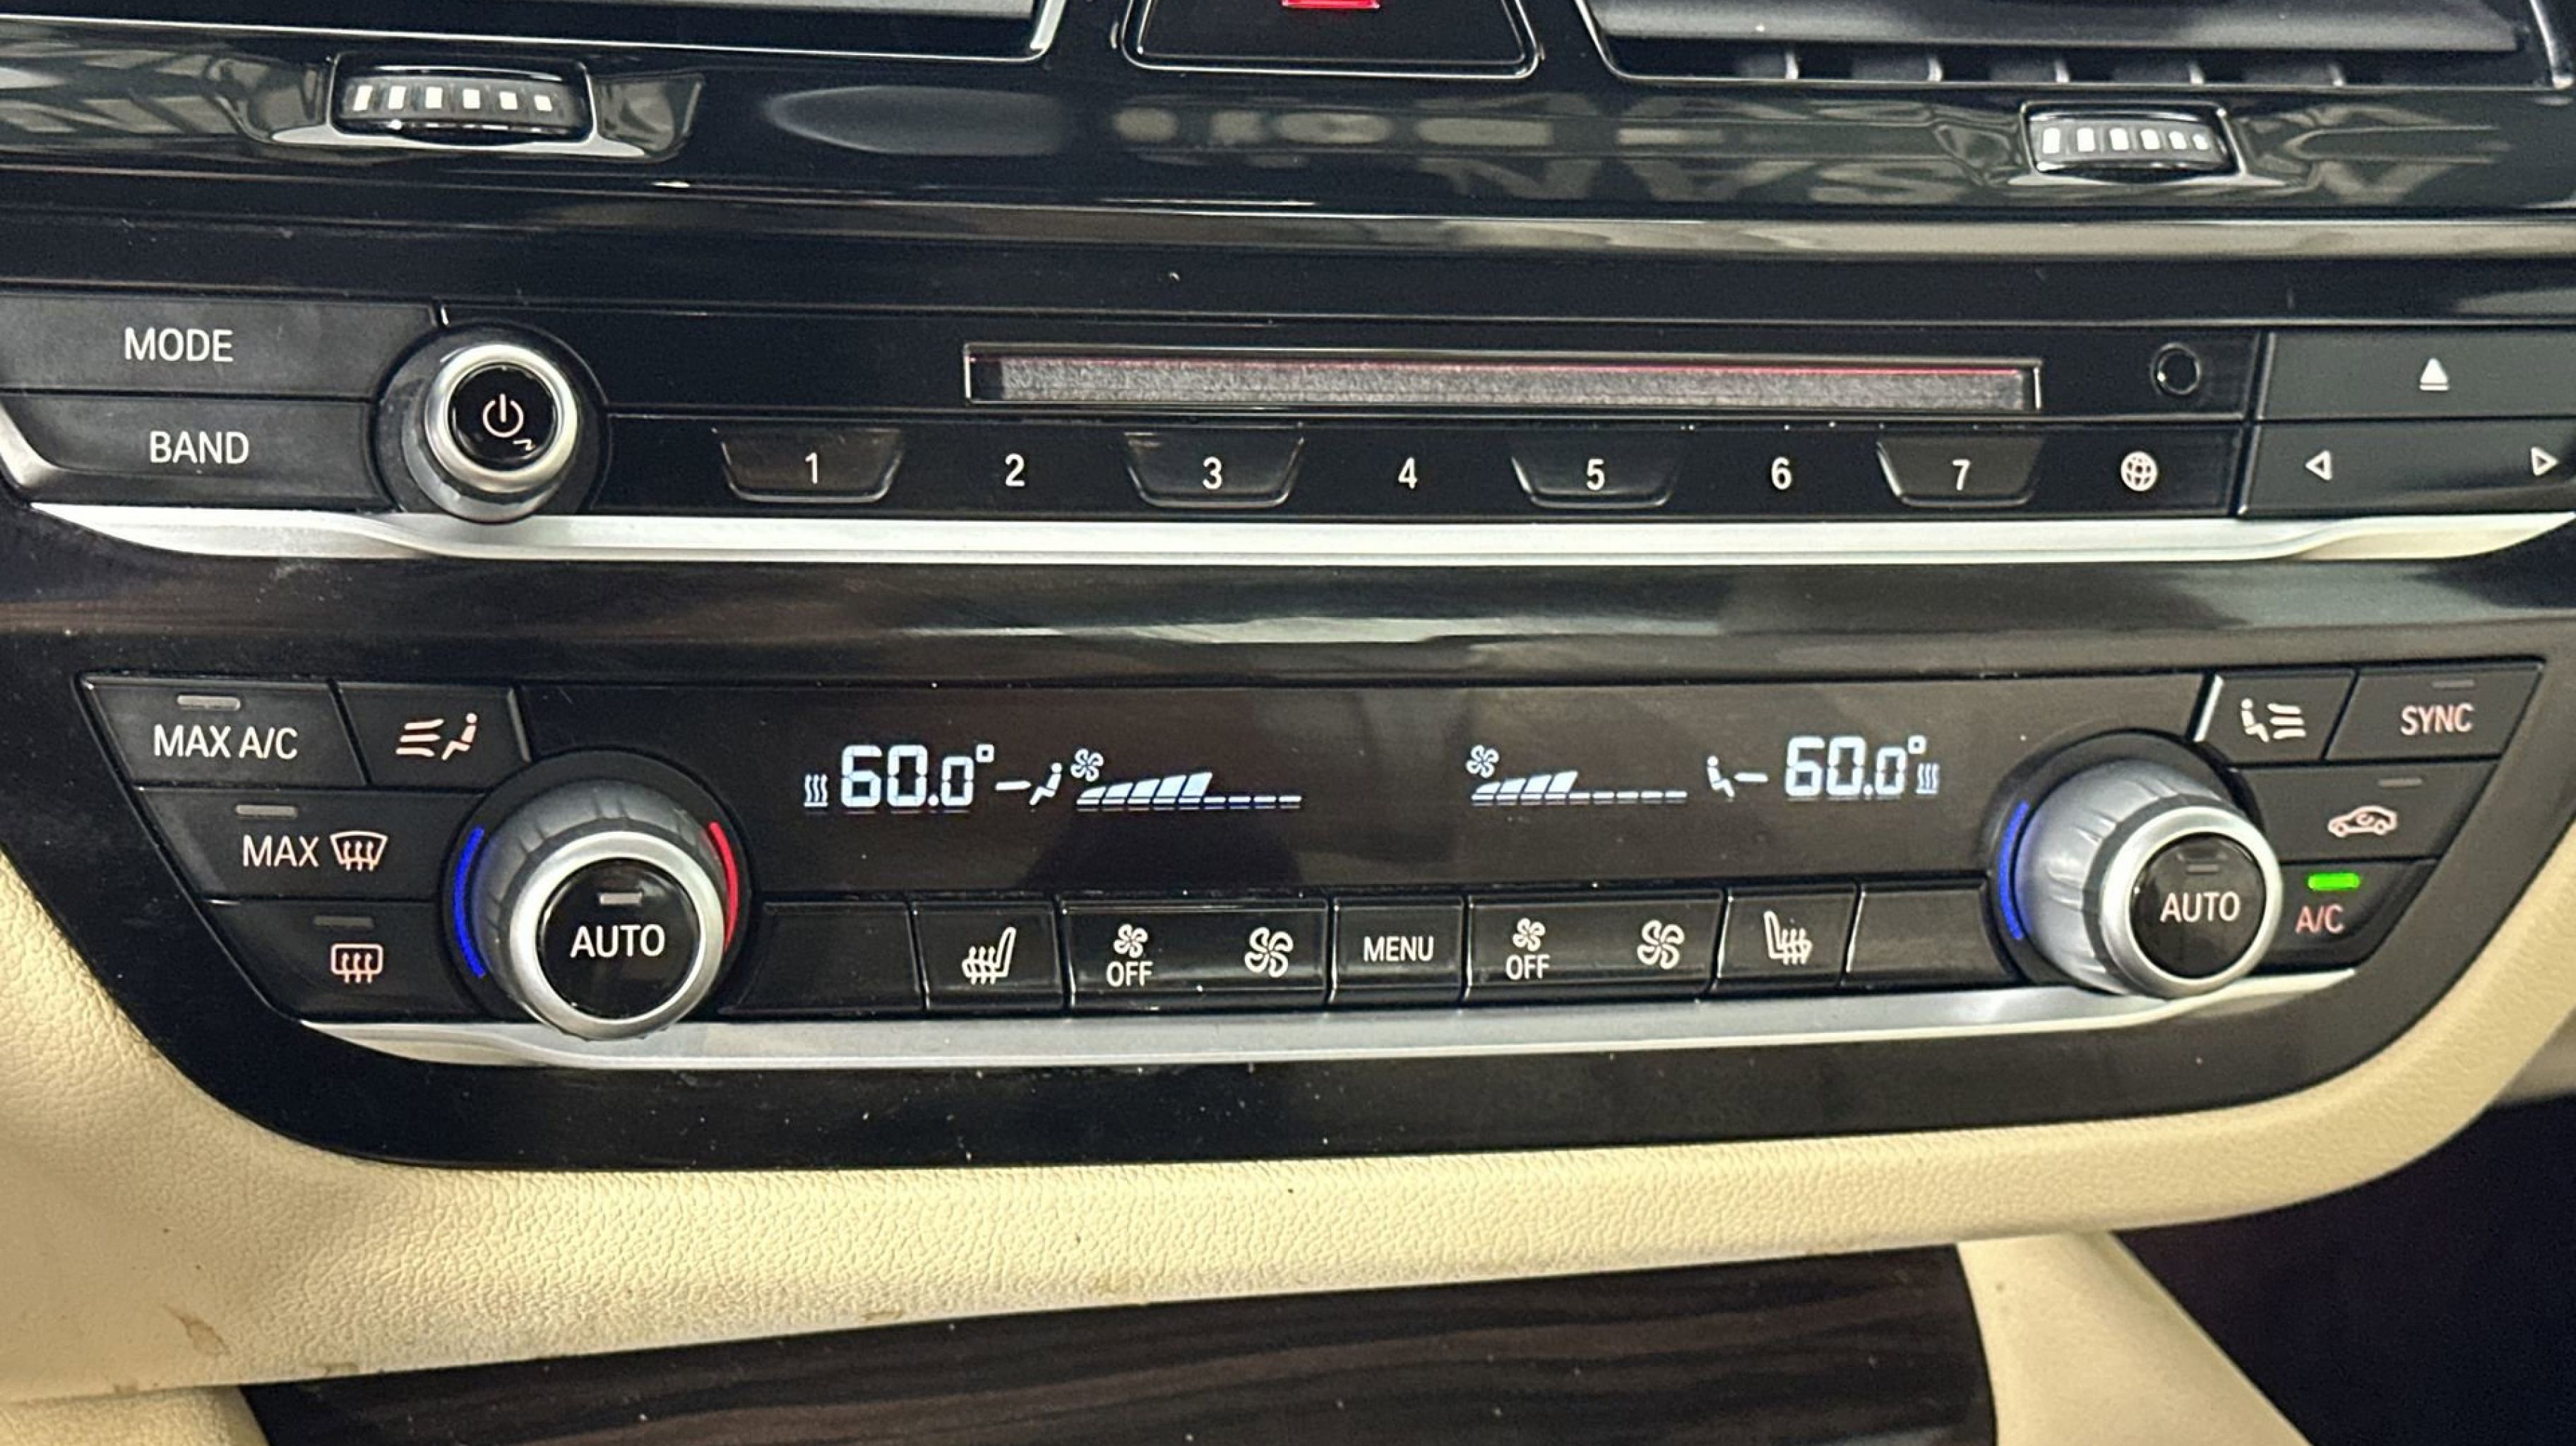 MODE
BAND
1 2 3 4 5 6 7
MAX A/C
SYNC
60.0° 60.0°
MAX
AUTO
AUTO
A/C
OFF
MENU
OFF